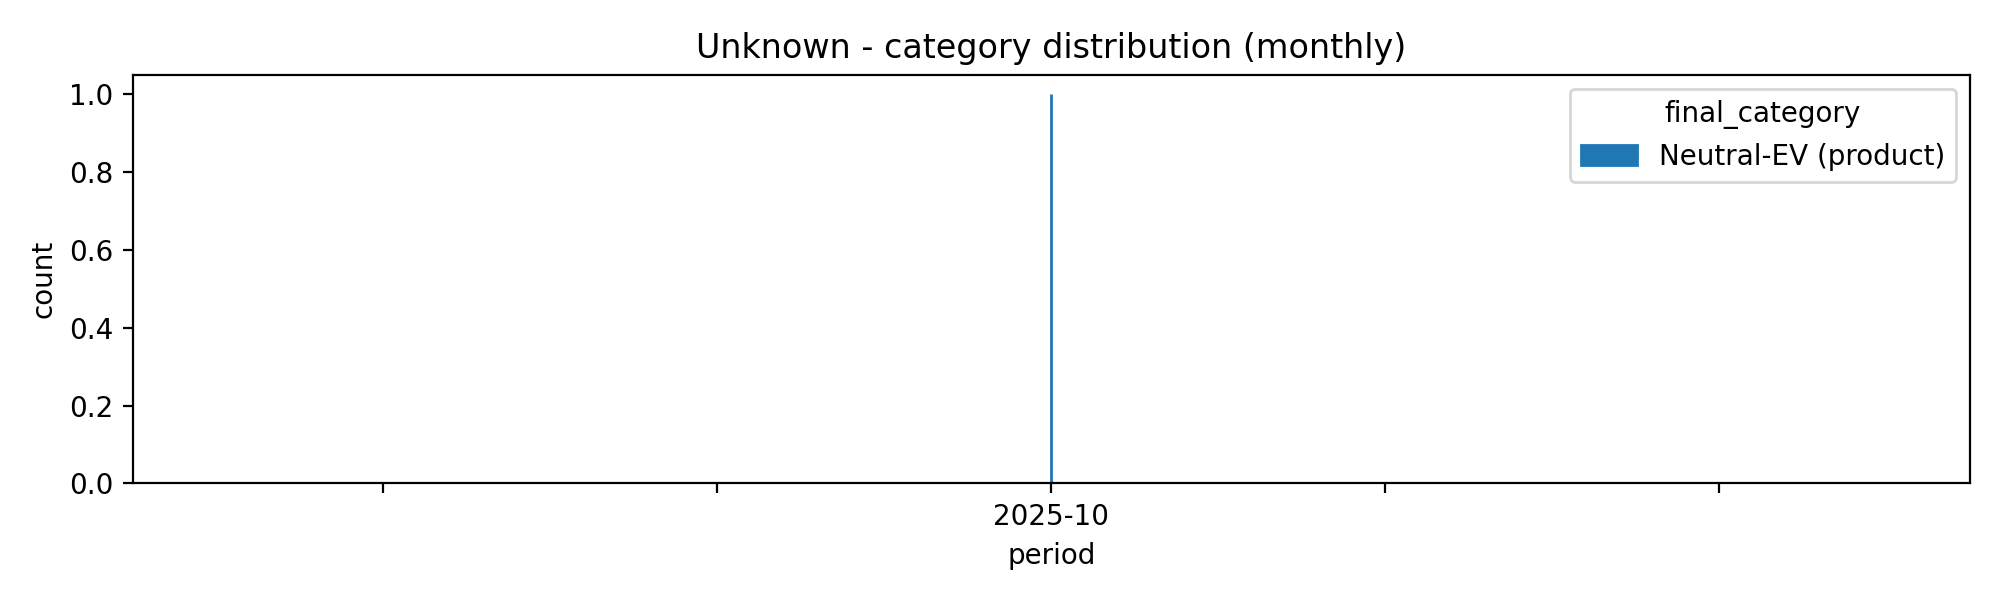 Unknown - category distribution (monthly)
1.0
0.8
0.6
0.4
0.2
0.0
count
final_category
Neutral-EV (product)
2025-10
period